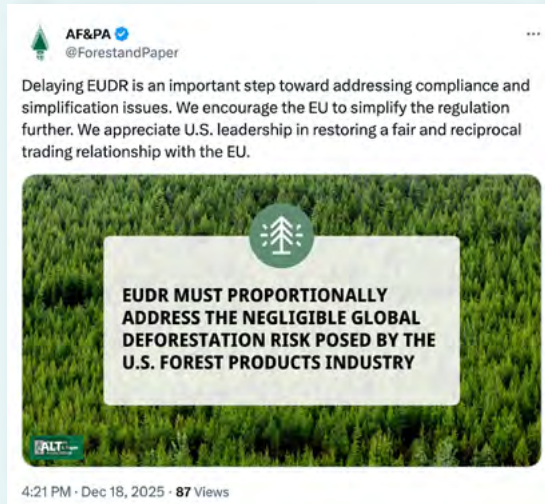 AF&PA
@ForestandPaper
Delaying EUDR is an important step toward addressing compliance and
simplification issues. We encourage the EU to simplify the regulation
further. We appreciate U.S. leadership in restoring a fair and reciprocal
trading relationship with the EU.
EUDR MUST PROPORTIONALLY
ADDRESS THE NEGLIGIBLE GLOBAL
DEFORESTATION RISK POSED BY THE
U.S. FOREST PRODUCTS INDUSTRY
ALT
4:21 PM · Dec 18, 2025 · 87 Views